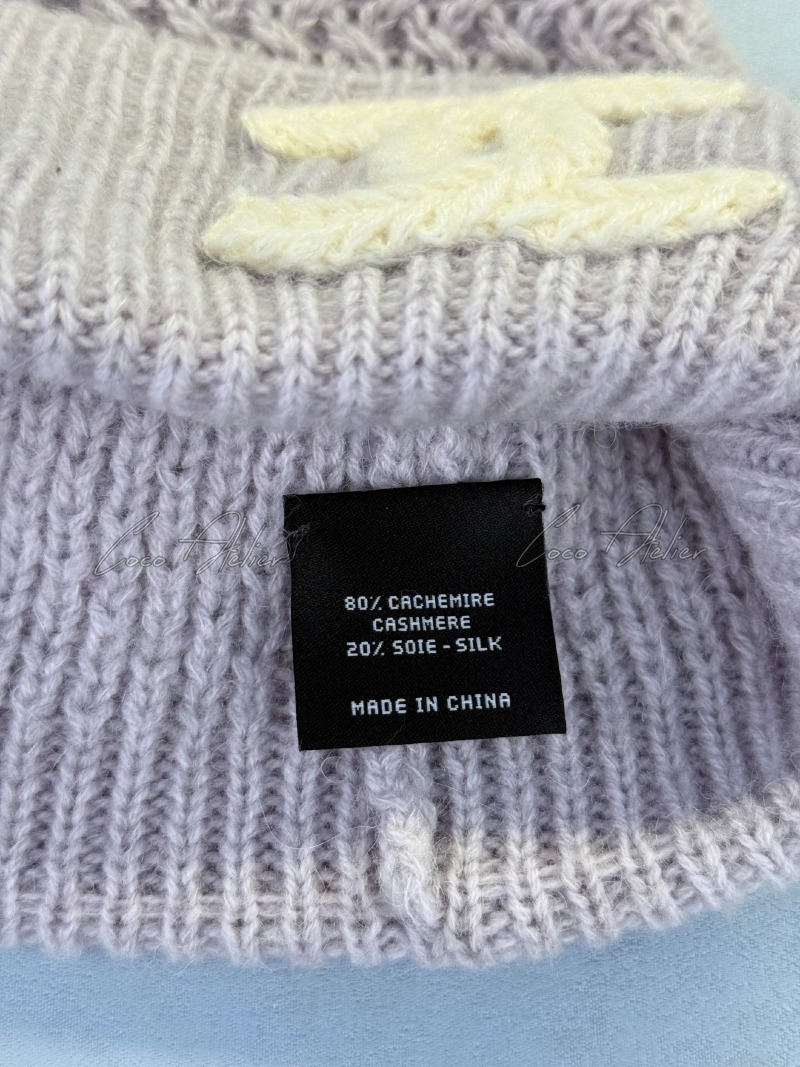 Coco Atelier Coco Atelier
80% CACHEMIRE
CASHMERE
20% SOIE - SILK
MADE IN CHINA